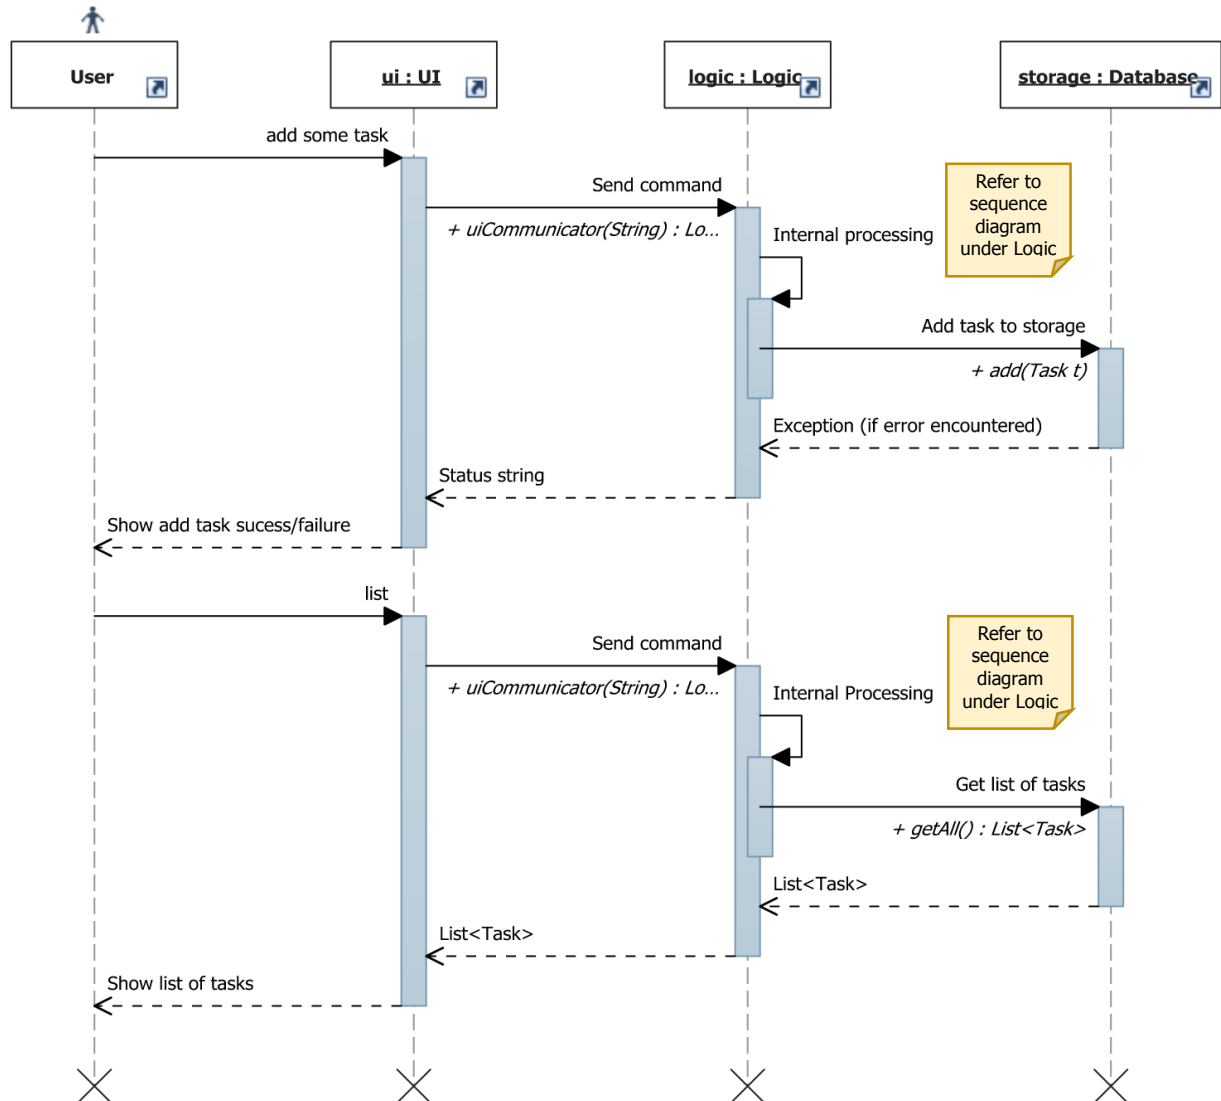 User
ui : UI
logic : Logic
storage : Database
add some task
Send command
+ uiCommunicator(String) : Lo...
Refer to
sequence
diagram
under Logic
Internal processing
Add task to storage
+ add(Task t)
Exception (if error encountered)
Status string
Show add task sucess/failure
list
Send command
+ uiCommunicator(String) : Lo...
Refer to
sequence
diagram
under Logic
Internal Processing
Get list of tasks
+ getAll() : List<Task>
List<Task>
List<Task>
Show list of tasks